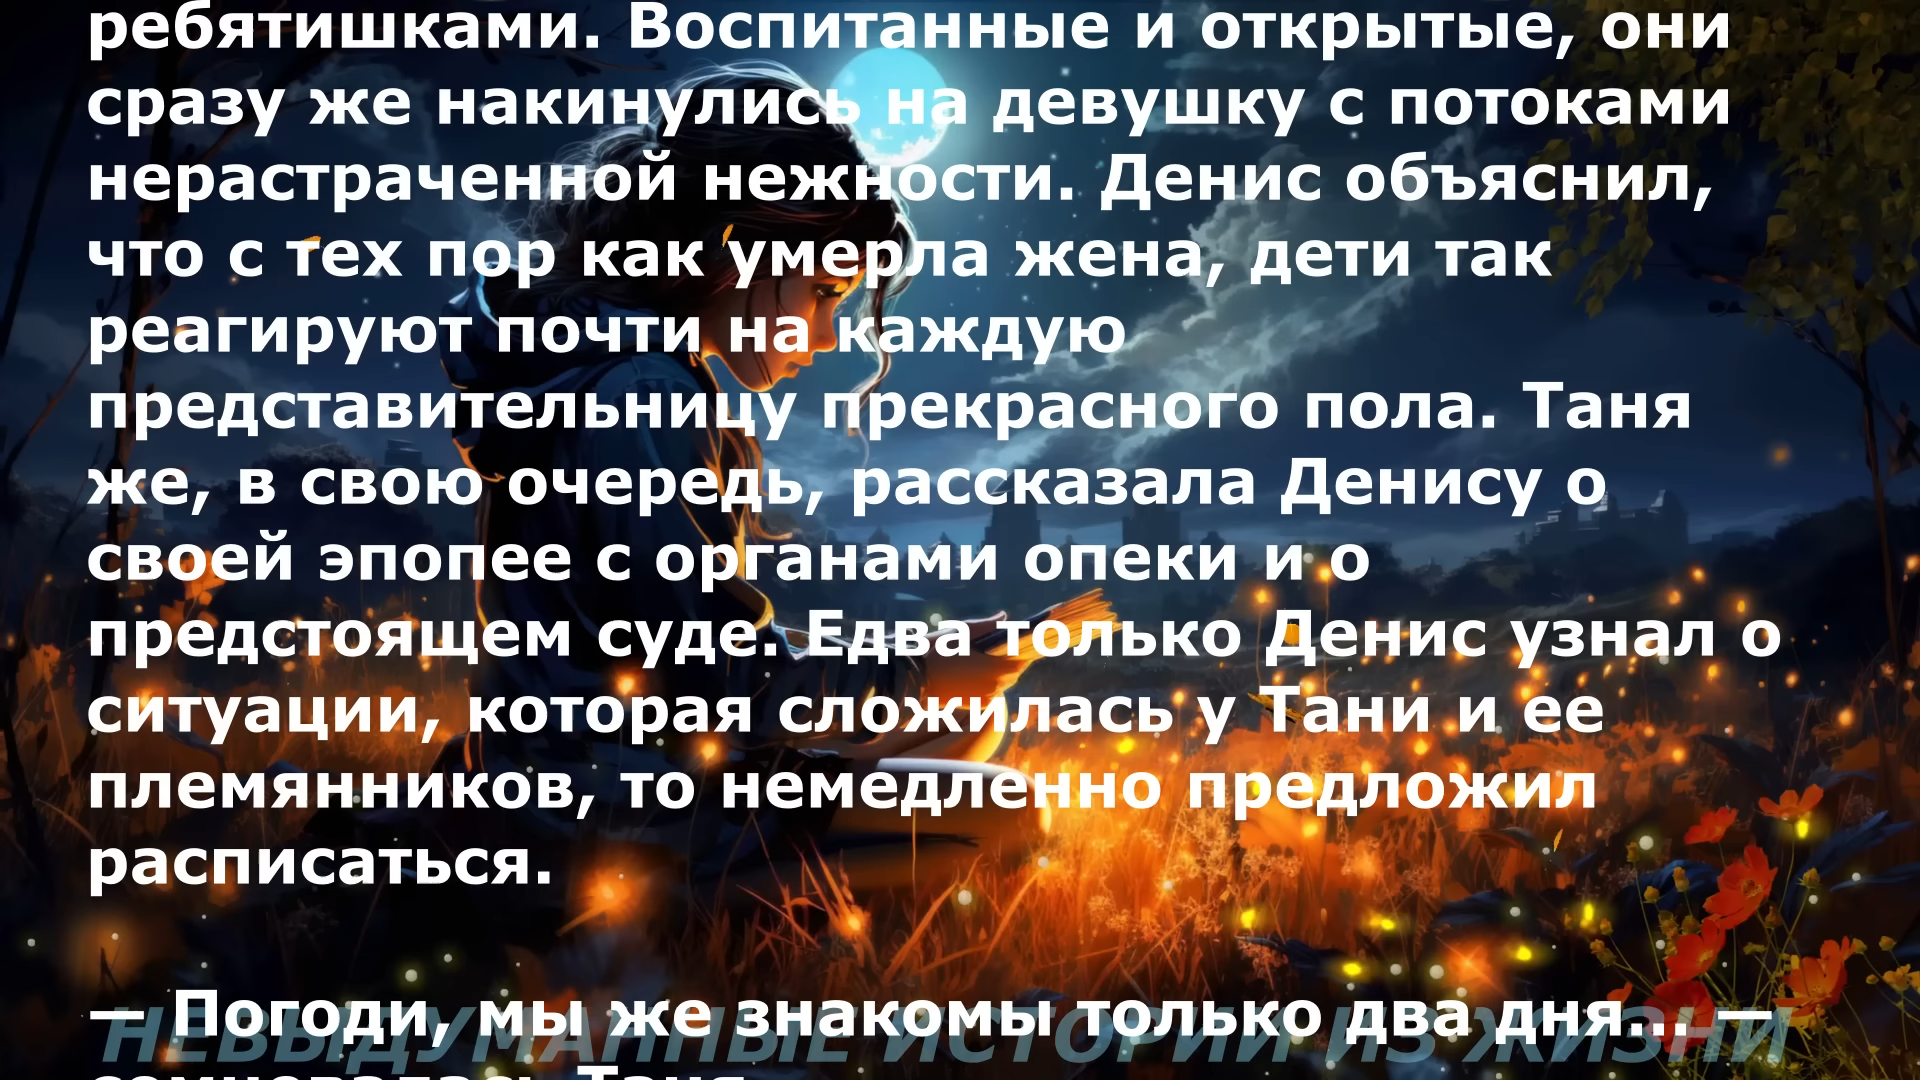 ребятишками. Воспитанные и открытые, они
сразу же накинулись на девушку с потоками
нерастраченной нежности. Денис объяснил,
что с тех пор как умерла жена, дети так
реагируют почти на каждую
представительницу прекрасного пола. Таня
же, в свою очередь, рассказала Денису о
своей эпопее с органами опеки и о
предстоящем суде. Едва только Денис узнал о
ситуации, которая сложилась у Тани и ее
племянников, то немедленно предложил
расписаться.
— Погоди, мы же знакомы только два дня... —
НЕВЫДУМАННЫЕ ИСТОРИИ ИЗ ЖИЗНИ
сомневалась Таня